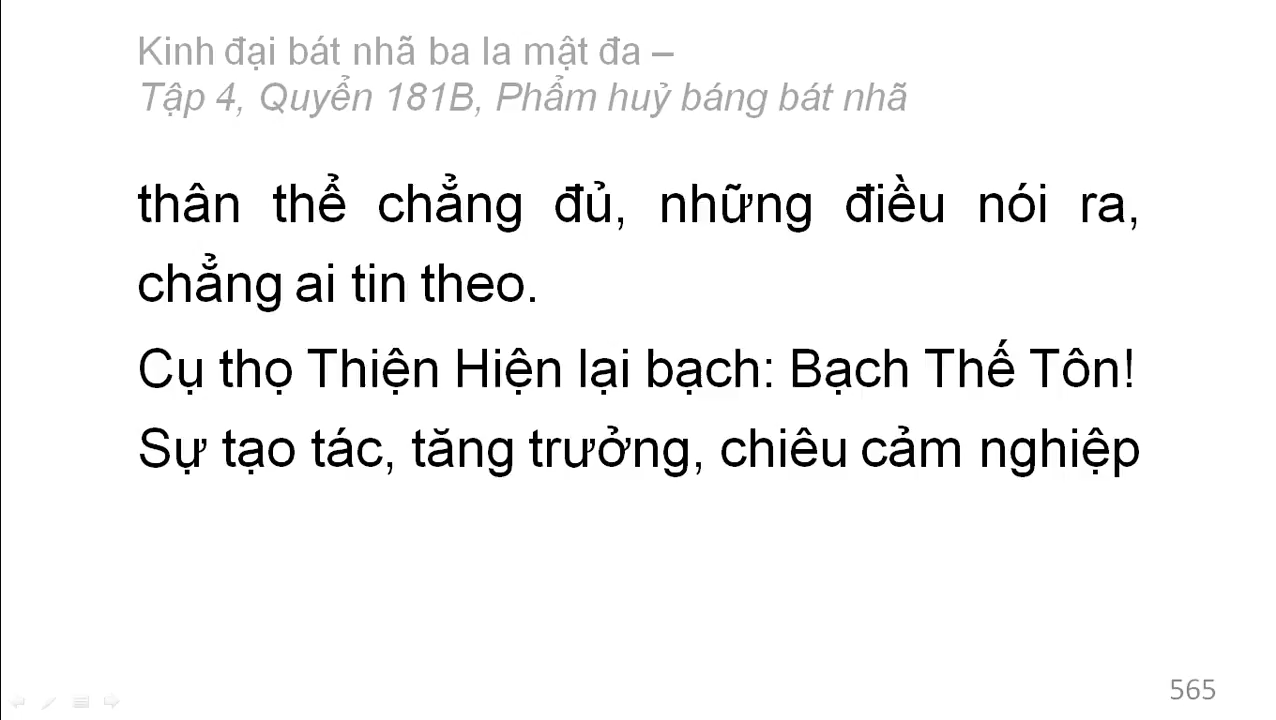 Kinh đại bát nhã ba la mật đa –
Tập 4, Quyển 181B, Phẩm huỷ báng bát nhã
thân thể chẳng đủ, những điều nói ra,
chẳng ai tin theo.
Cụ thọ Thiện Hiện lại bạch: Bạch Thế Tôn!
Sự tạo tác, tăng trưởng, chiêu cảm nghiệp
565